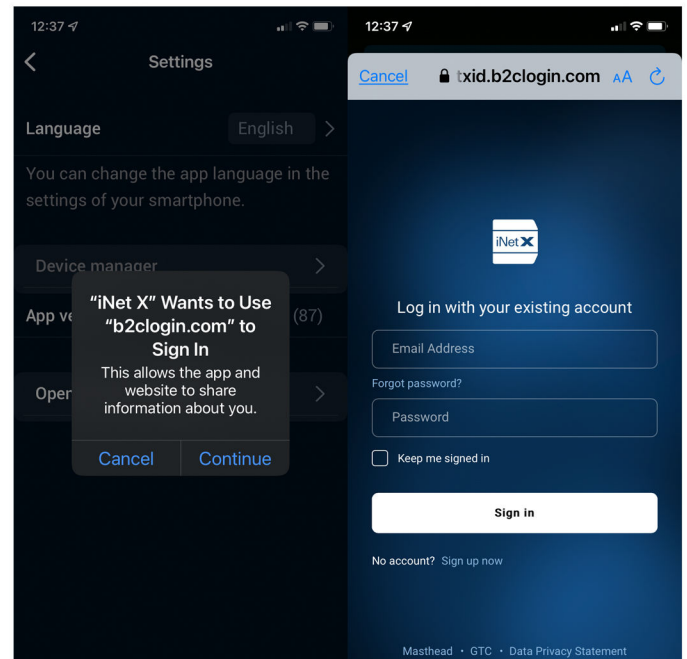 12:37
Settings
Language English
You can change the app language in the
settings of your smartphone.
Device manager
App ve (87)
Open
"iNet X" Wants to Use
"b2clogin.com" to
Sign In
This allows the app and
website to share
information about you.
Cancel Continue
12:37
Cancel txid.b2clogin.com AA
iNet X
Log in with your existing account
Email Address
Forgot password?
Password
Keep me signed in
Sign in
No account? Sign up now
Masthead • GTC • Data Privacy Statement